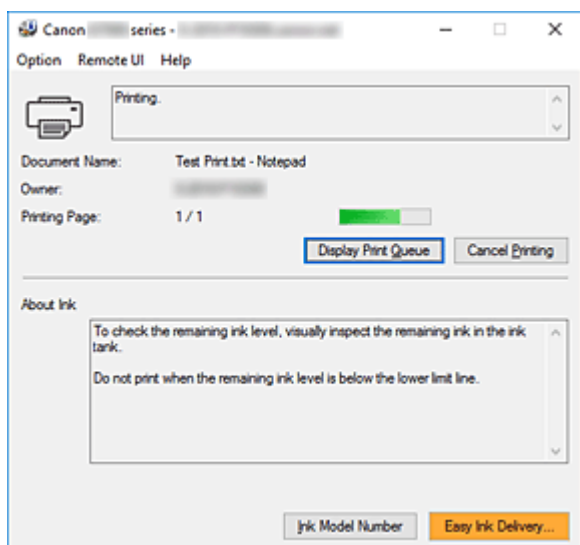 Canon series -
Option Remote UI Help
Printing.
Document Name: Test Print.txt - Notepad
Owner:
Printing Page: 1 / 1
Display Print Queue Cancel Printing
About Ink
To check the remaining ink level, visually inspect the remaining ink in the ink
tank.
Do not print when the remaining ink level is below the lower limit line.
Ink Model Number Easy Ink Delivery...